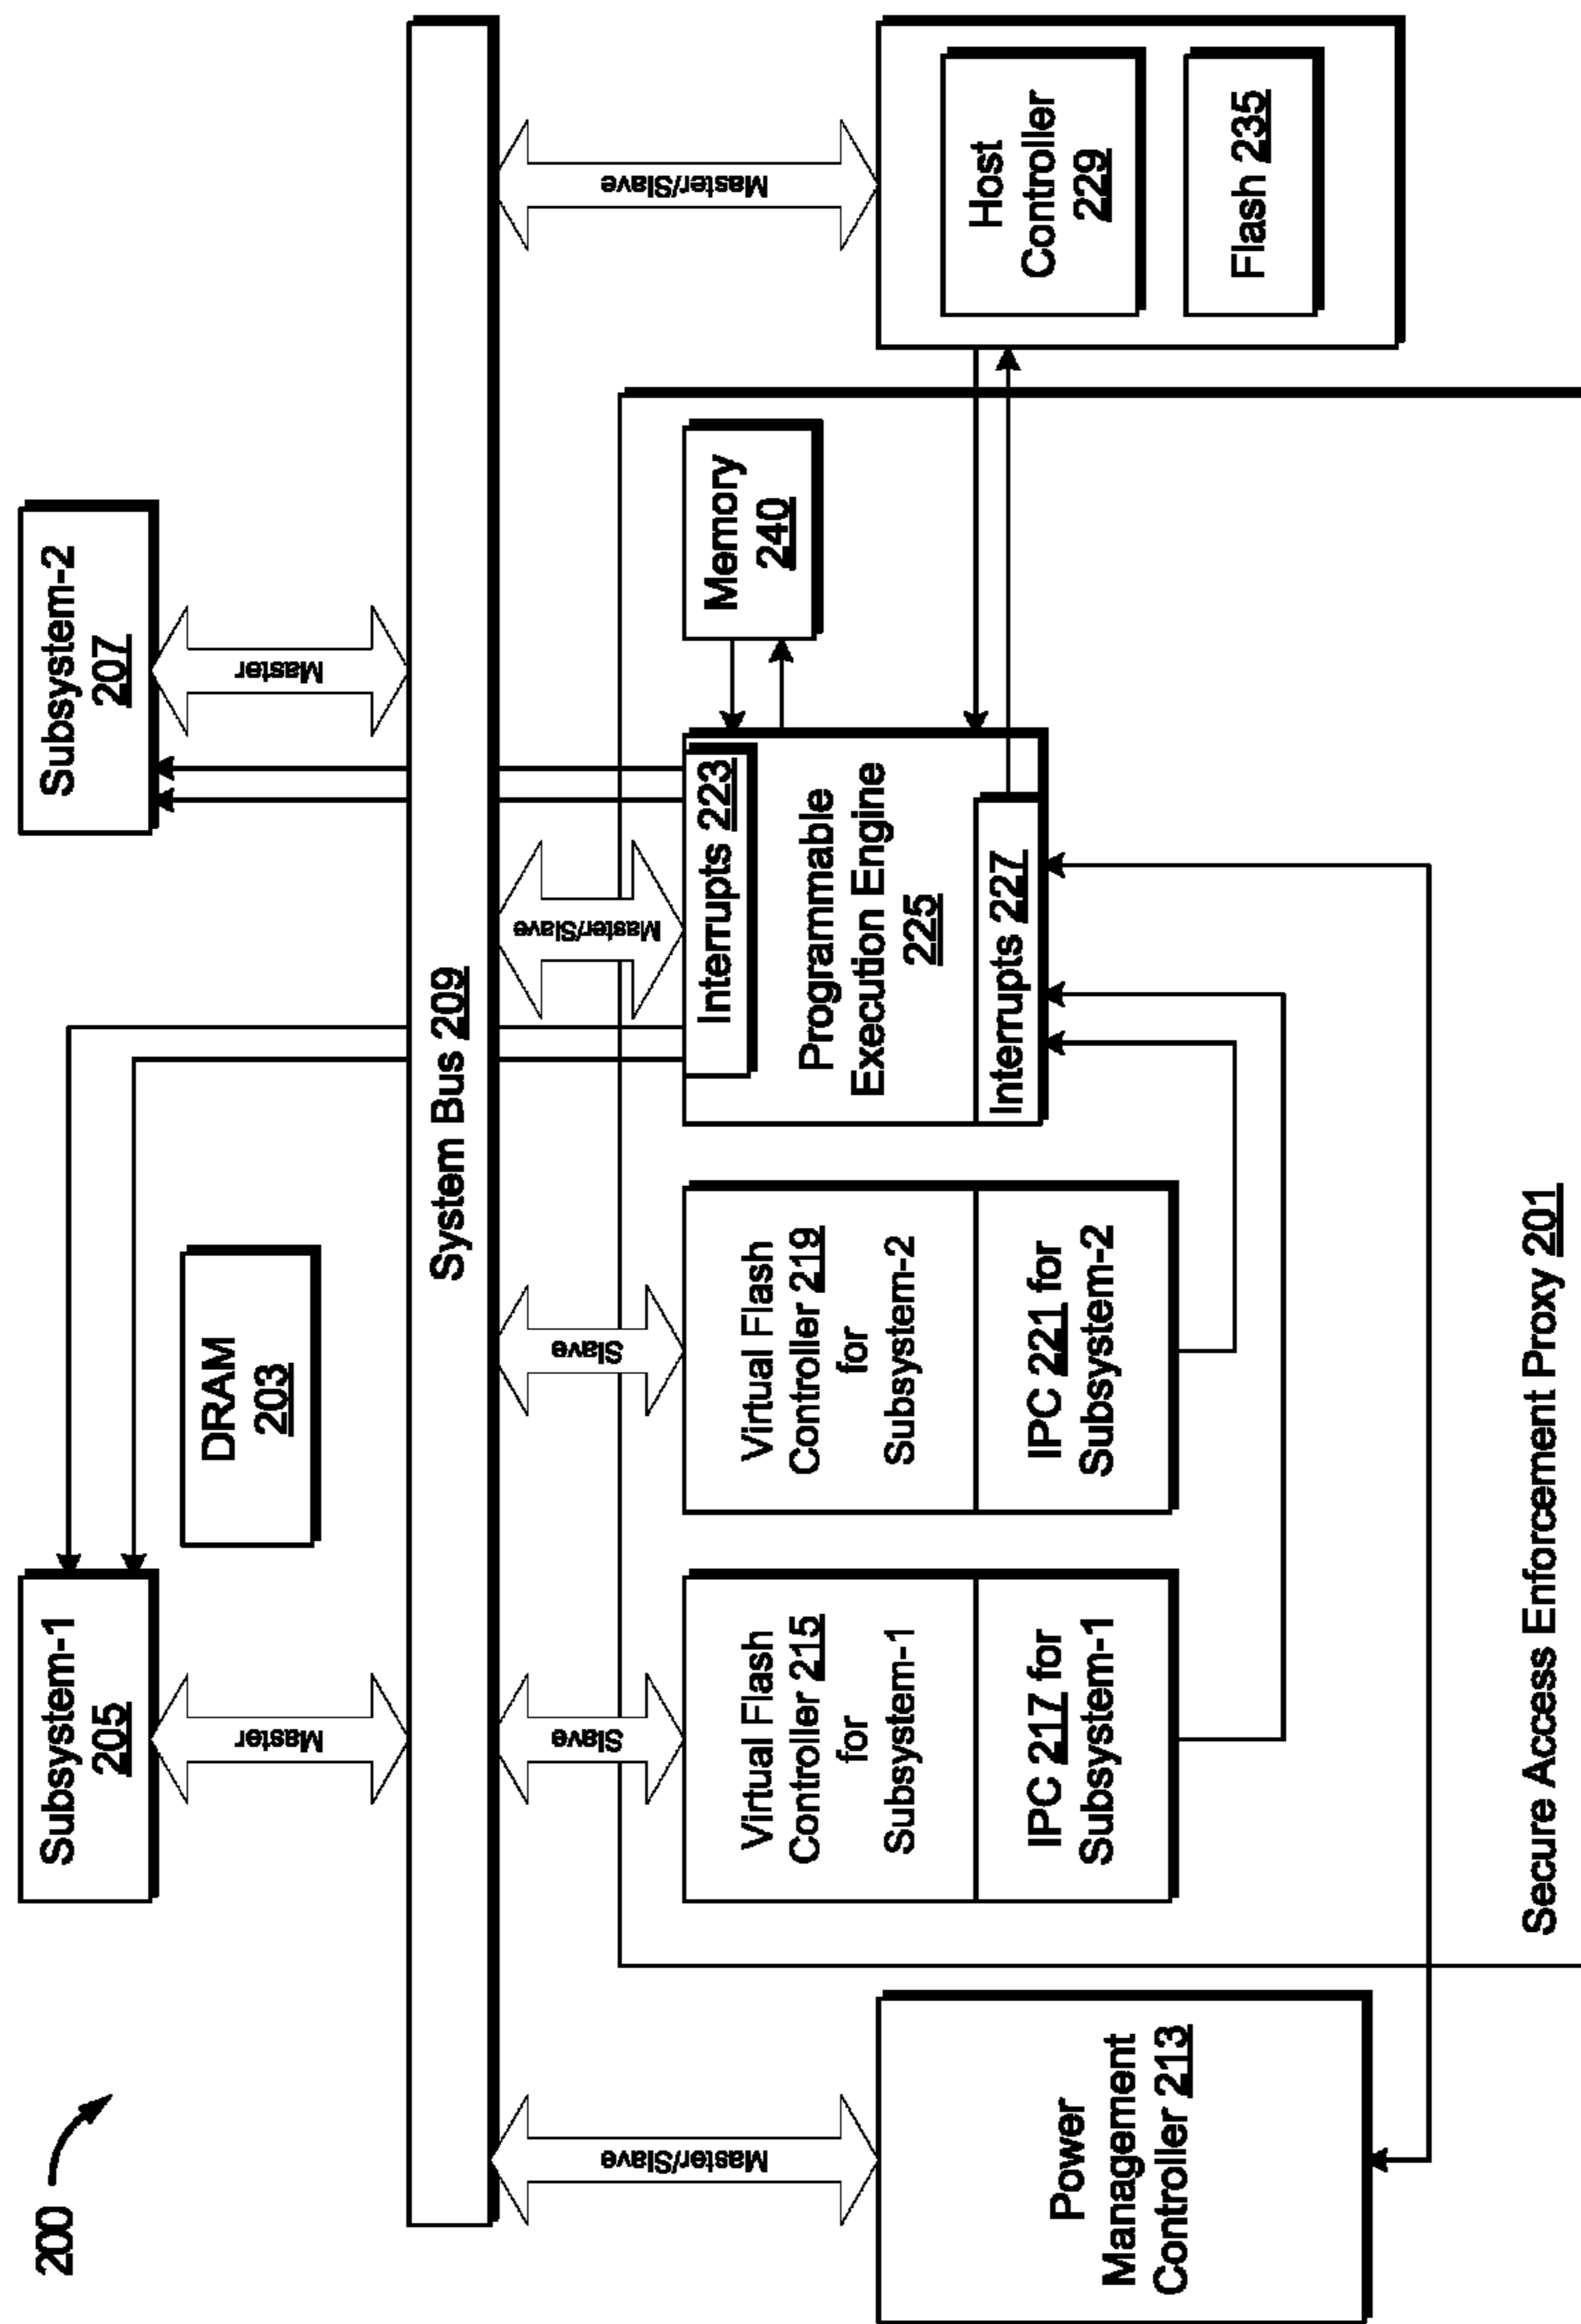 200
Subsystem-1
205
DRAM
203
Subsystem-2
207
Master
Master
System Bus 209
Master/Slave
Slave
Slave
Master/Slave
Master/Slave
Power
Management
Controller 213
Virtual Flash
Controller 215
for
Subsystem-1
IPC 217 for
Subsystem-1
Virtual Flash
Controller 219
for
Subsystem-2
IPC 221 for
Subsystem-2
Interrupts 223
Programmable
Execution Engine
225
Interrupts 227
Memory
240
Host
Controller
229
Flash 235
Secure Access Enforcement Proxy 201